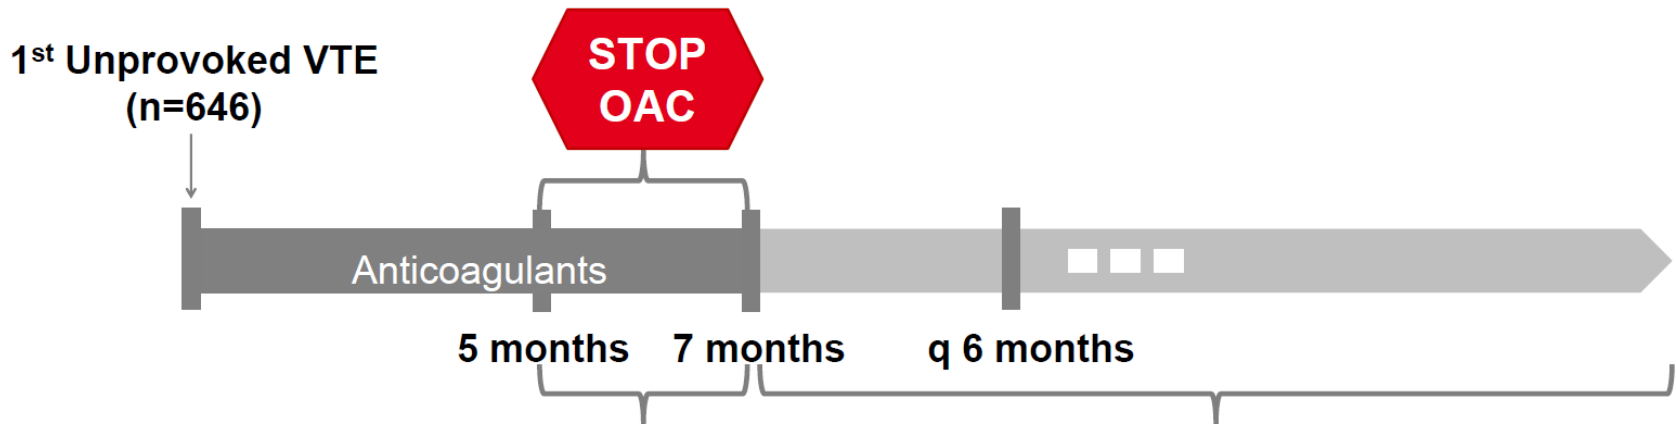 1st Unprovoked VTE
(n=646)
STOP
OAC
Anticoagulants
5 months
7 months
q 6 months